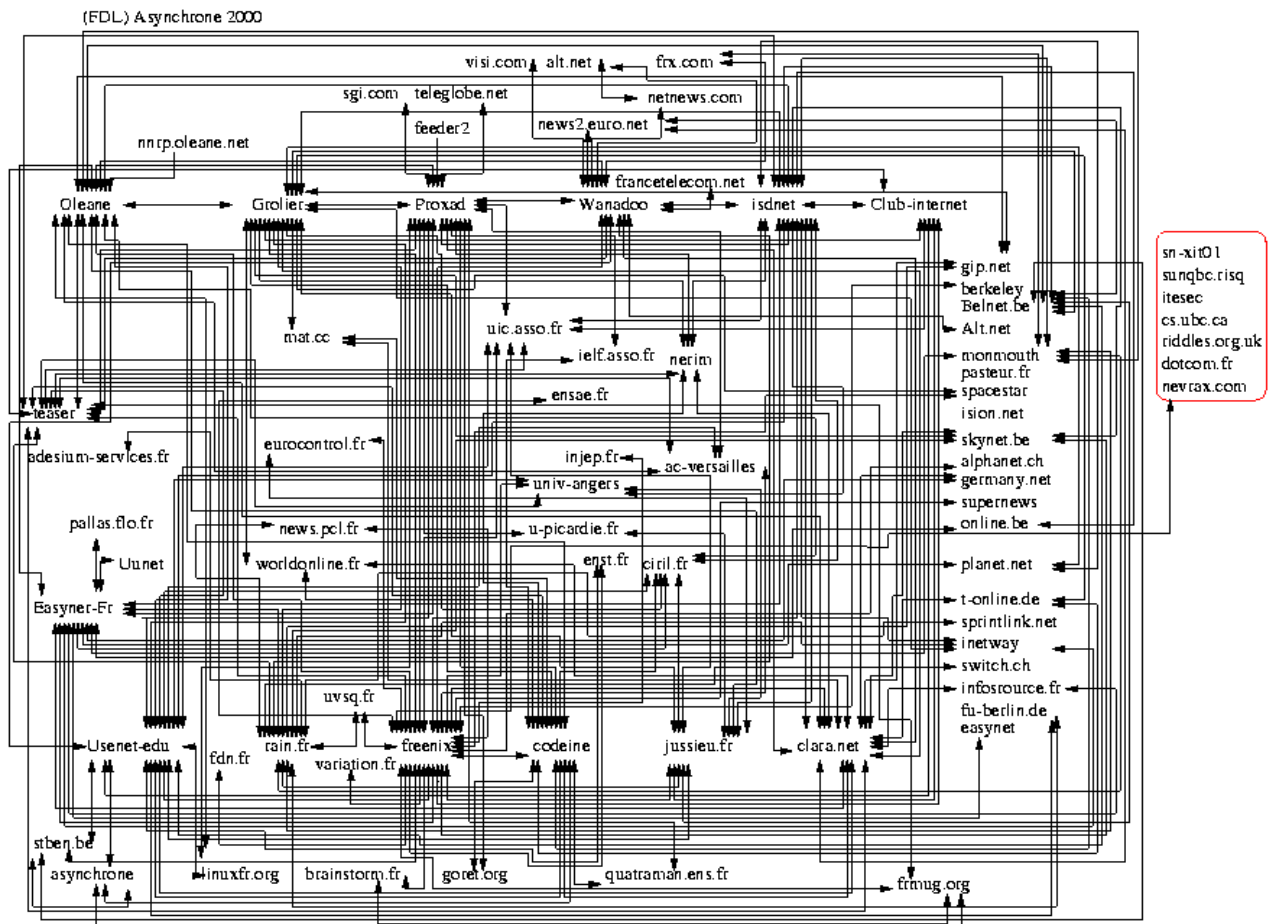 (FDL) Asynchrone 2000
visi.com alt.net frx.com
sgi.com teleglobe.net netnews.com
feeder2 news2.euro.net
nnrp.oleane.net
francetelecom.net
Oleane Grolier Proxad Wanadoo isdnet Club-internet
sn-xit01
sunqbc.risq
itesec
cs.ubc.ca
riddles.org.uk
dotcom.fr
nevrax.com
gip.net
berkeley
Belnet.be
uic.asso.fr Alt.net
mat.cc
ielf.asso.fr nerim monmouth
pasteur.fr
ensae.fr spacestar
teaser ision.net
eurocontrol.fr skynet.be
adesium-services.fr injep.fr ac-versailles alphanet.ch
univ-angers germany.net
supernews
pallas.flo.fr news.pcl.fr u-picardie.fr online.be
Uunet worldonline.fr enst.fr ciril.fr planet.net
Easyner-Fr t-online.de
sprintlink.net
inetway
switch.ch
uvsq.fr infosrource.fr
fu-berlin.de
easynet
Usenet-edu rain.fr freenix codeine jussieu.fr clara.net
fdn.fr variation.fr
stben.be
asynchrone linuxfr.org brainstorm.fr goret.org quatraman.ens.fr frmug.org